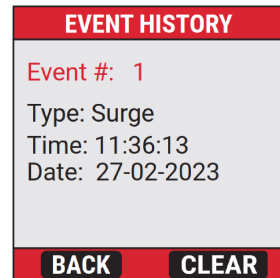 EVENT HISTORY
Event #: 1
Type: Surge
Time: 11:36:13
Date: 27-02-2023
BACK CLEAR